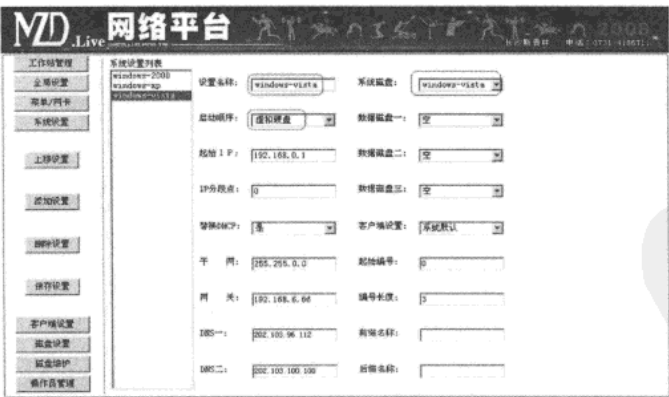 MZD.Live 网络平台
2008
工作站管理
全局设置
菜单/网卡
系统设置
上移设置
添加设置
删除设置
保存设置
客户端设置
磁盘设置
磁盘维护
操作员管理
系统设置列表
windows-2008
windows-xp
windows-vista
设置名称: windows-vista 系统磁盘: windows-vista
启动顺序: 虚拟硬盘 数据磁盘一: 空
起始IP: 192.168.0.1 数据磁盘二: 空
IP分段点: 0 数据磁盘三: 空
替换DHCP: 是 客户端设置: 系统默认
子 网: 255.255.0.0 起始编号: 0
网 关: 192.168.6.66 编号长度: 3
DNS一: 202.103.96.112 前缀名称:
DNS二: 202.103.100.100 后缀名称: